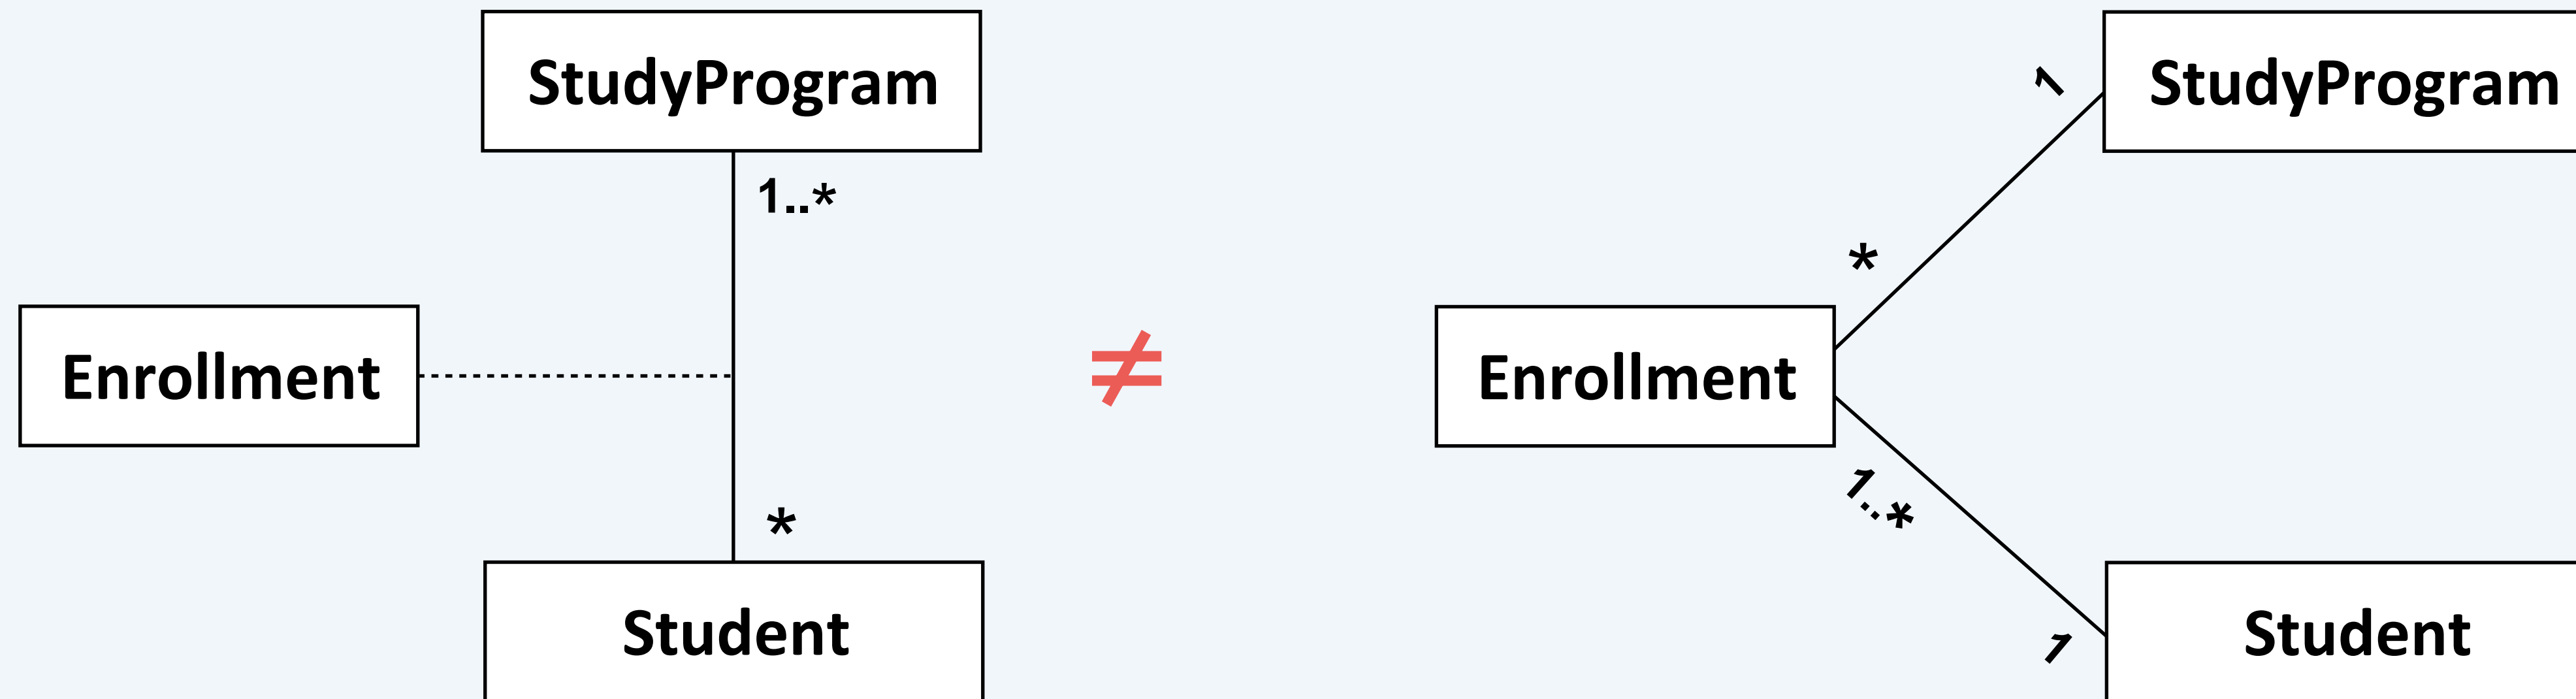 StudyProgram
1..*
Enrollment
*
Student
≠
StudyProgram
1
*
Enrollment
1..*
1
Student